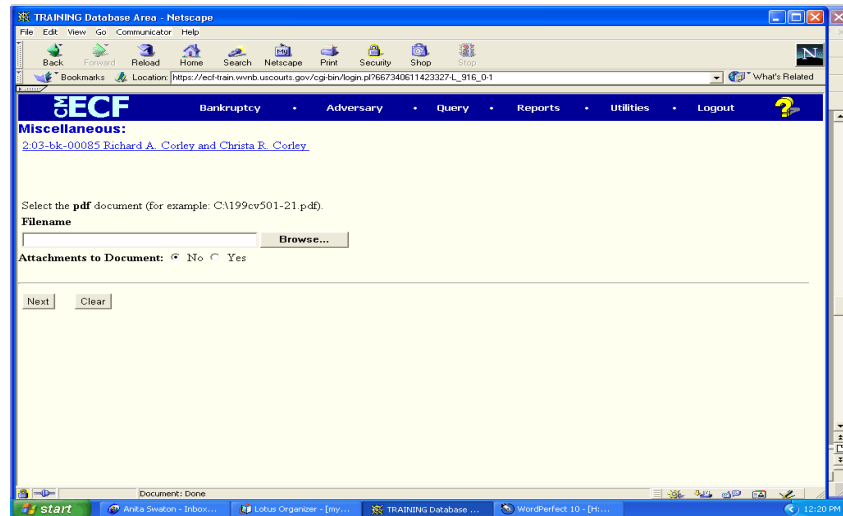 TRAINING Database Area - Netscape
File Edit View Go Communicator Help
Back Forward Reload Home Search Netscape Print Security Shop Stop
N
Bookmarks Location: https://ecf-train.wvnb.uscourts.gov/cgi-bin/login.pl?667340611423327-L_916_0-1 What's Related
CM ECF Bankruptcy • Adversary • Query • Reports • Utilities • Logout ?
Miscellaneous:
2:03-bk-00085 Richard A. Corley and Christa R. Corley
Select the pdf document (for example: C:\199cv501-21.pdf).
Filename
Browse...
Attachments to Document: No Yes
Next Clear
Document: Done
start Anita Swaton - Inbox... Lotus Organizer - [my... TRAINING Database ... WordPerfect 10 - [H:... 12:20 PM